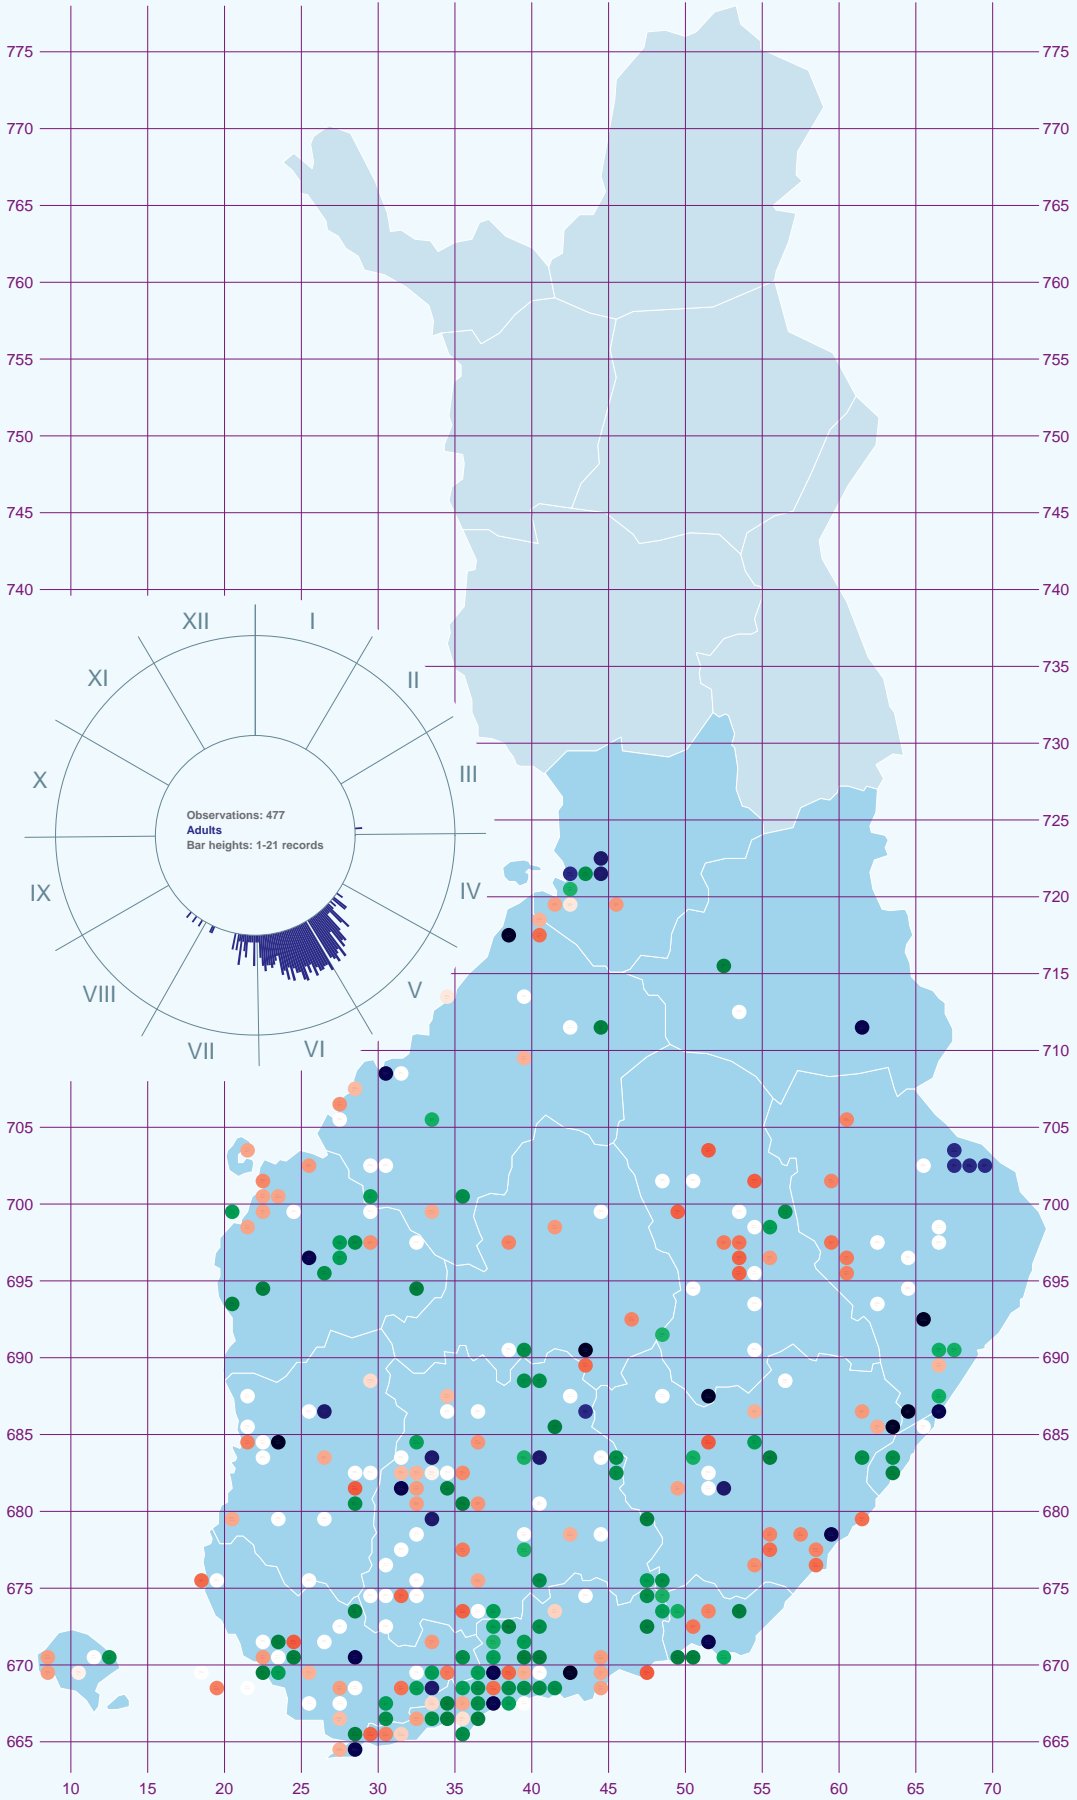 775 775
770 770
765 765
760 760
755 755
750 750
745 745
740 740
735
730
725
720
715
710
705 705
700 700
695 695
690 690
685 685
680 680
675 675
670 670
665 665
XII I
XI II
X III
IX IV
VIII V
VII VI
Observations: 477
Adults
Bar heights: 1-21 records
10 15 20 25 30 35 40 45 50 55 60 65 70